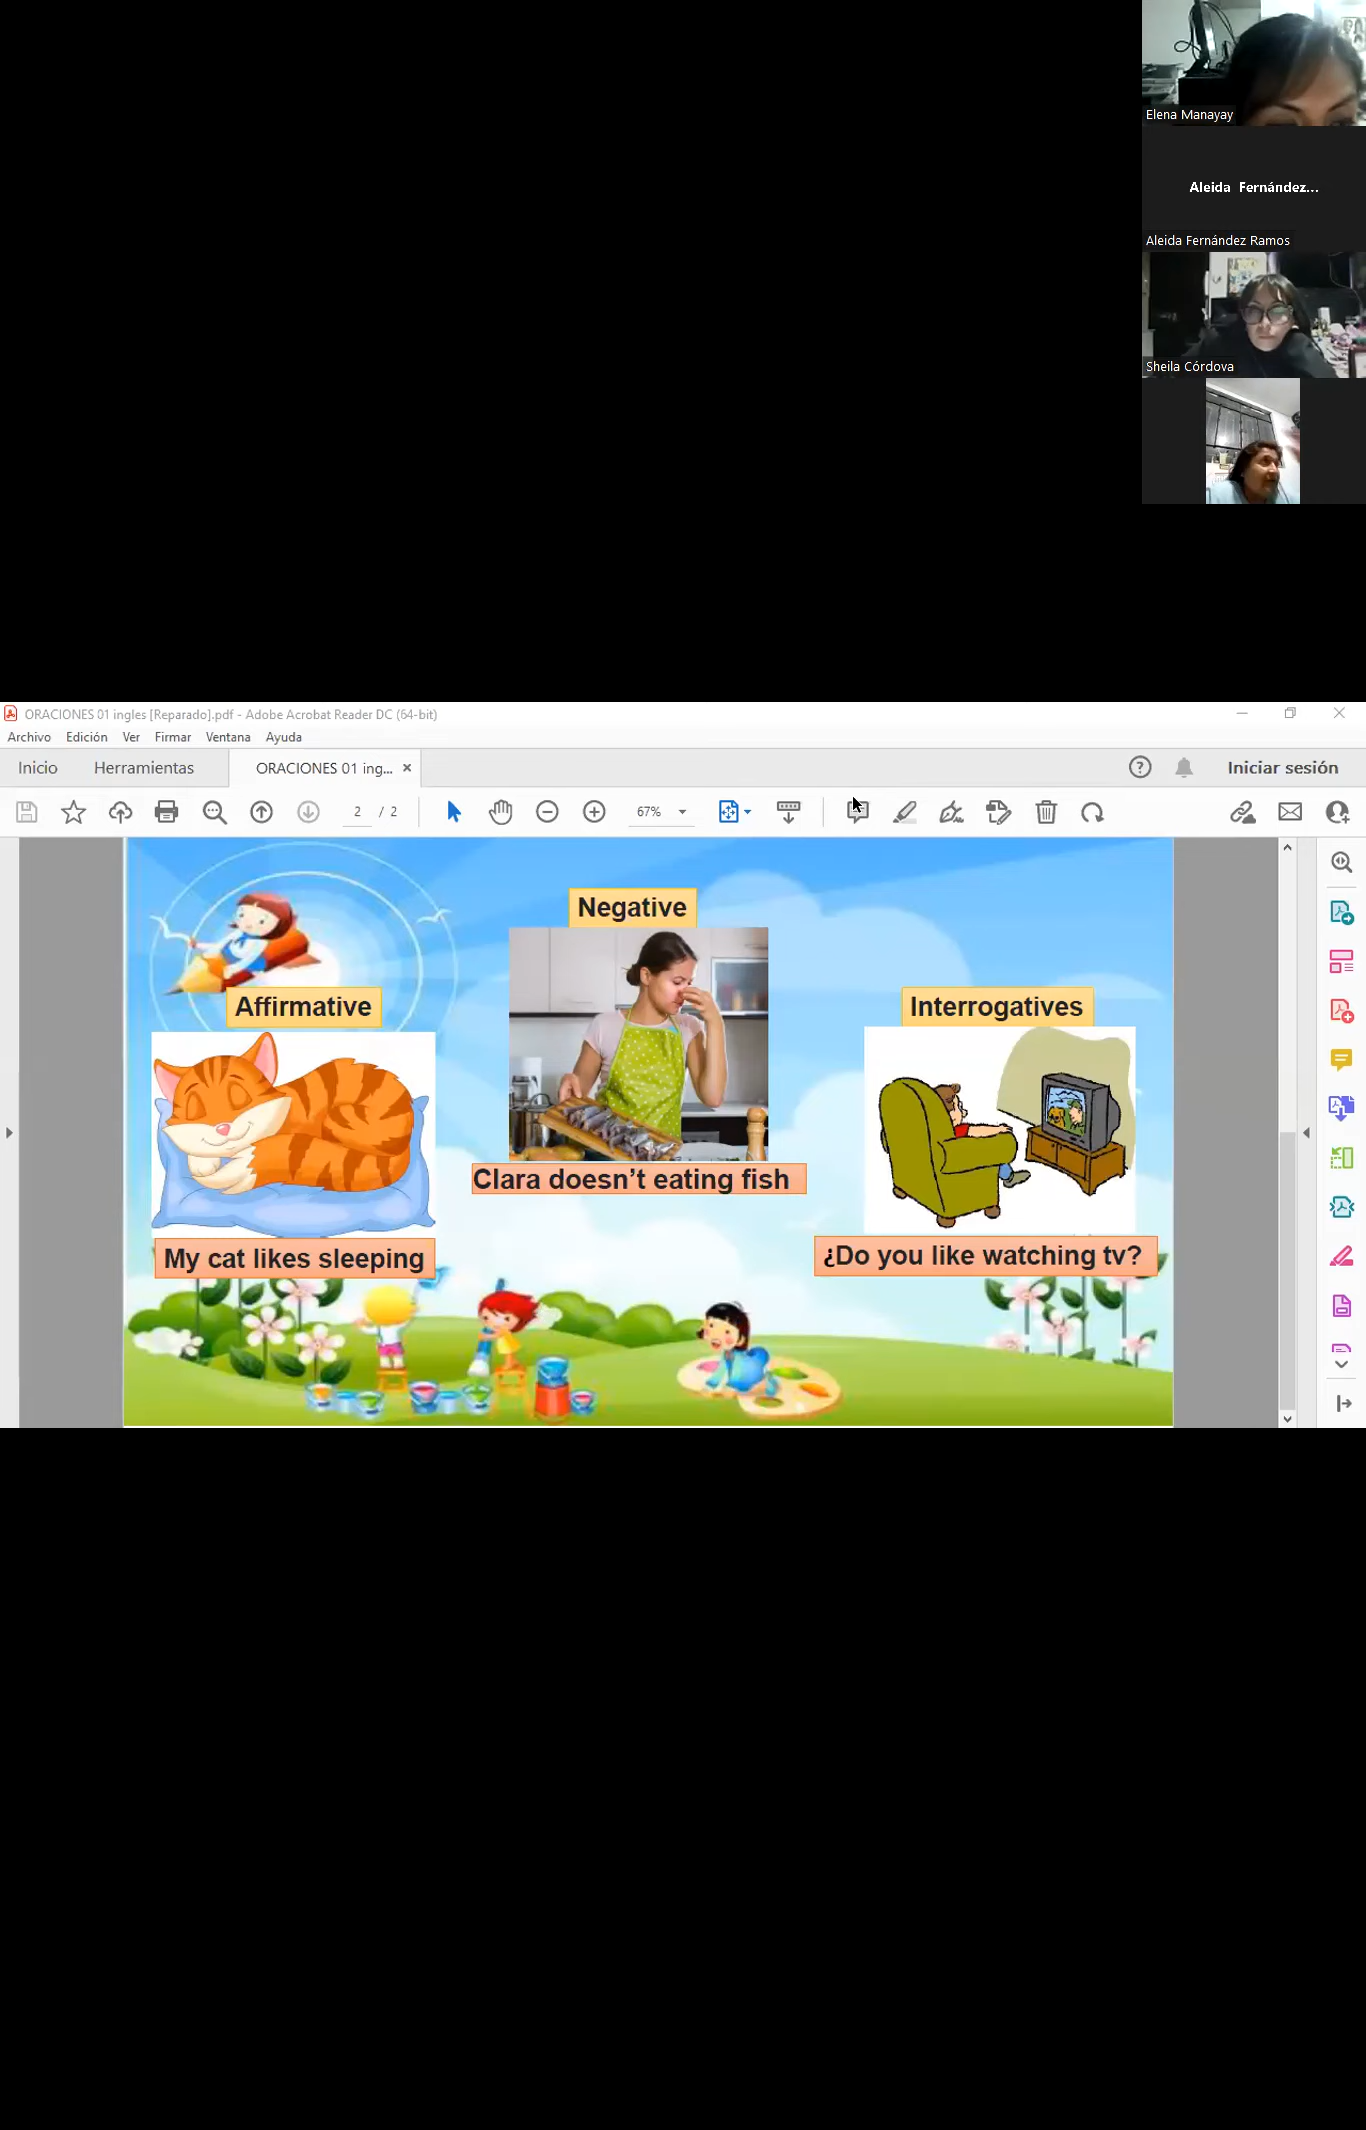 Elena Manayay
Aleida Fernández...
Aleida Fernández Ramos
Sheila Córdova
ORACIONES 01 ingles [Reparado].pdf - Adobe Acrobat Reader DC (64-bit)
Archivo Edición Ver Firmar Ventana Ayuda
Inicio Herramientas ORACIONES 01 ing... × Iniciar sesión
2 / 2 67%
Negative
Affirmative
Interrogatives
Clara doesn’t eating fish
My cat likes sleeping
¿Do you like watching tv?